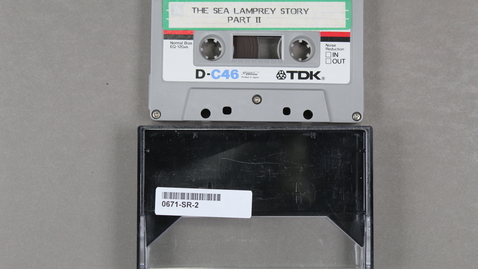 THE SEA LAMPREY STORY
PART II
Normal Bias
EQ 120μs
Noise
Reduction
IN
OUT
D-C46
TDK
0671-SR-2